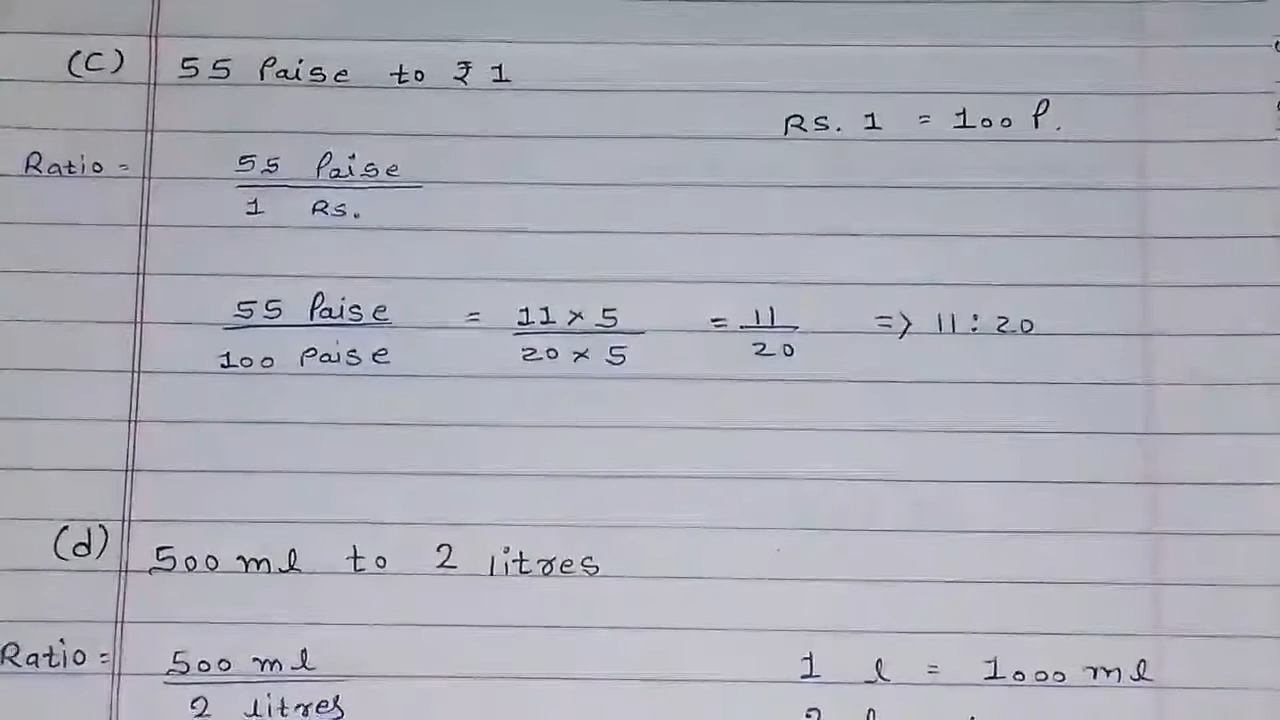 (C) 55 Paise to ₹ 1
RS. 1 = 100 P.
Ratio = 55 Paise
1 RS.
55 Paise = 11 × 5 = 11 => 11 : 20
100 Paise 20 × 5 20
(d) 500 ml to 2 litres
Ratio = 500 ml 1 l = 1000 ml
2 litres